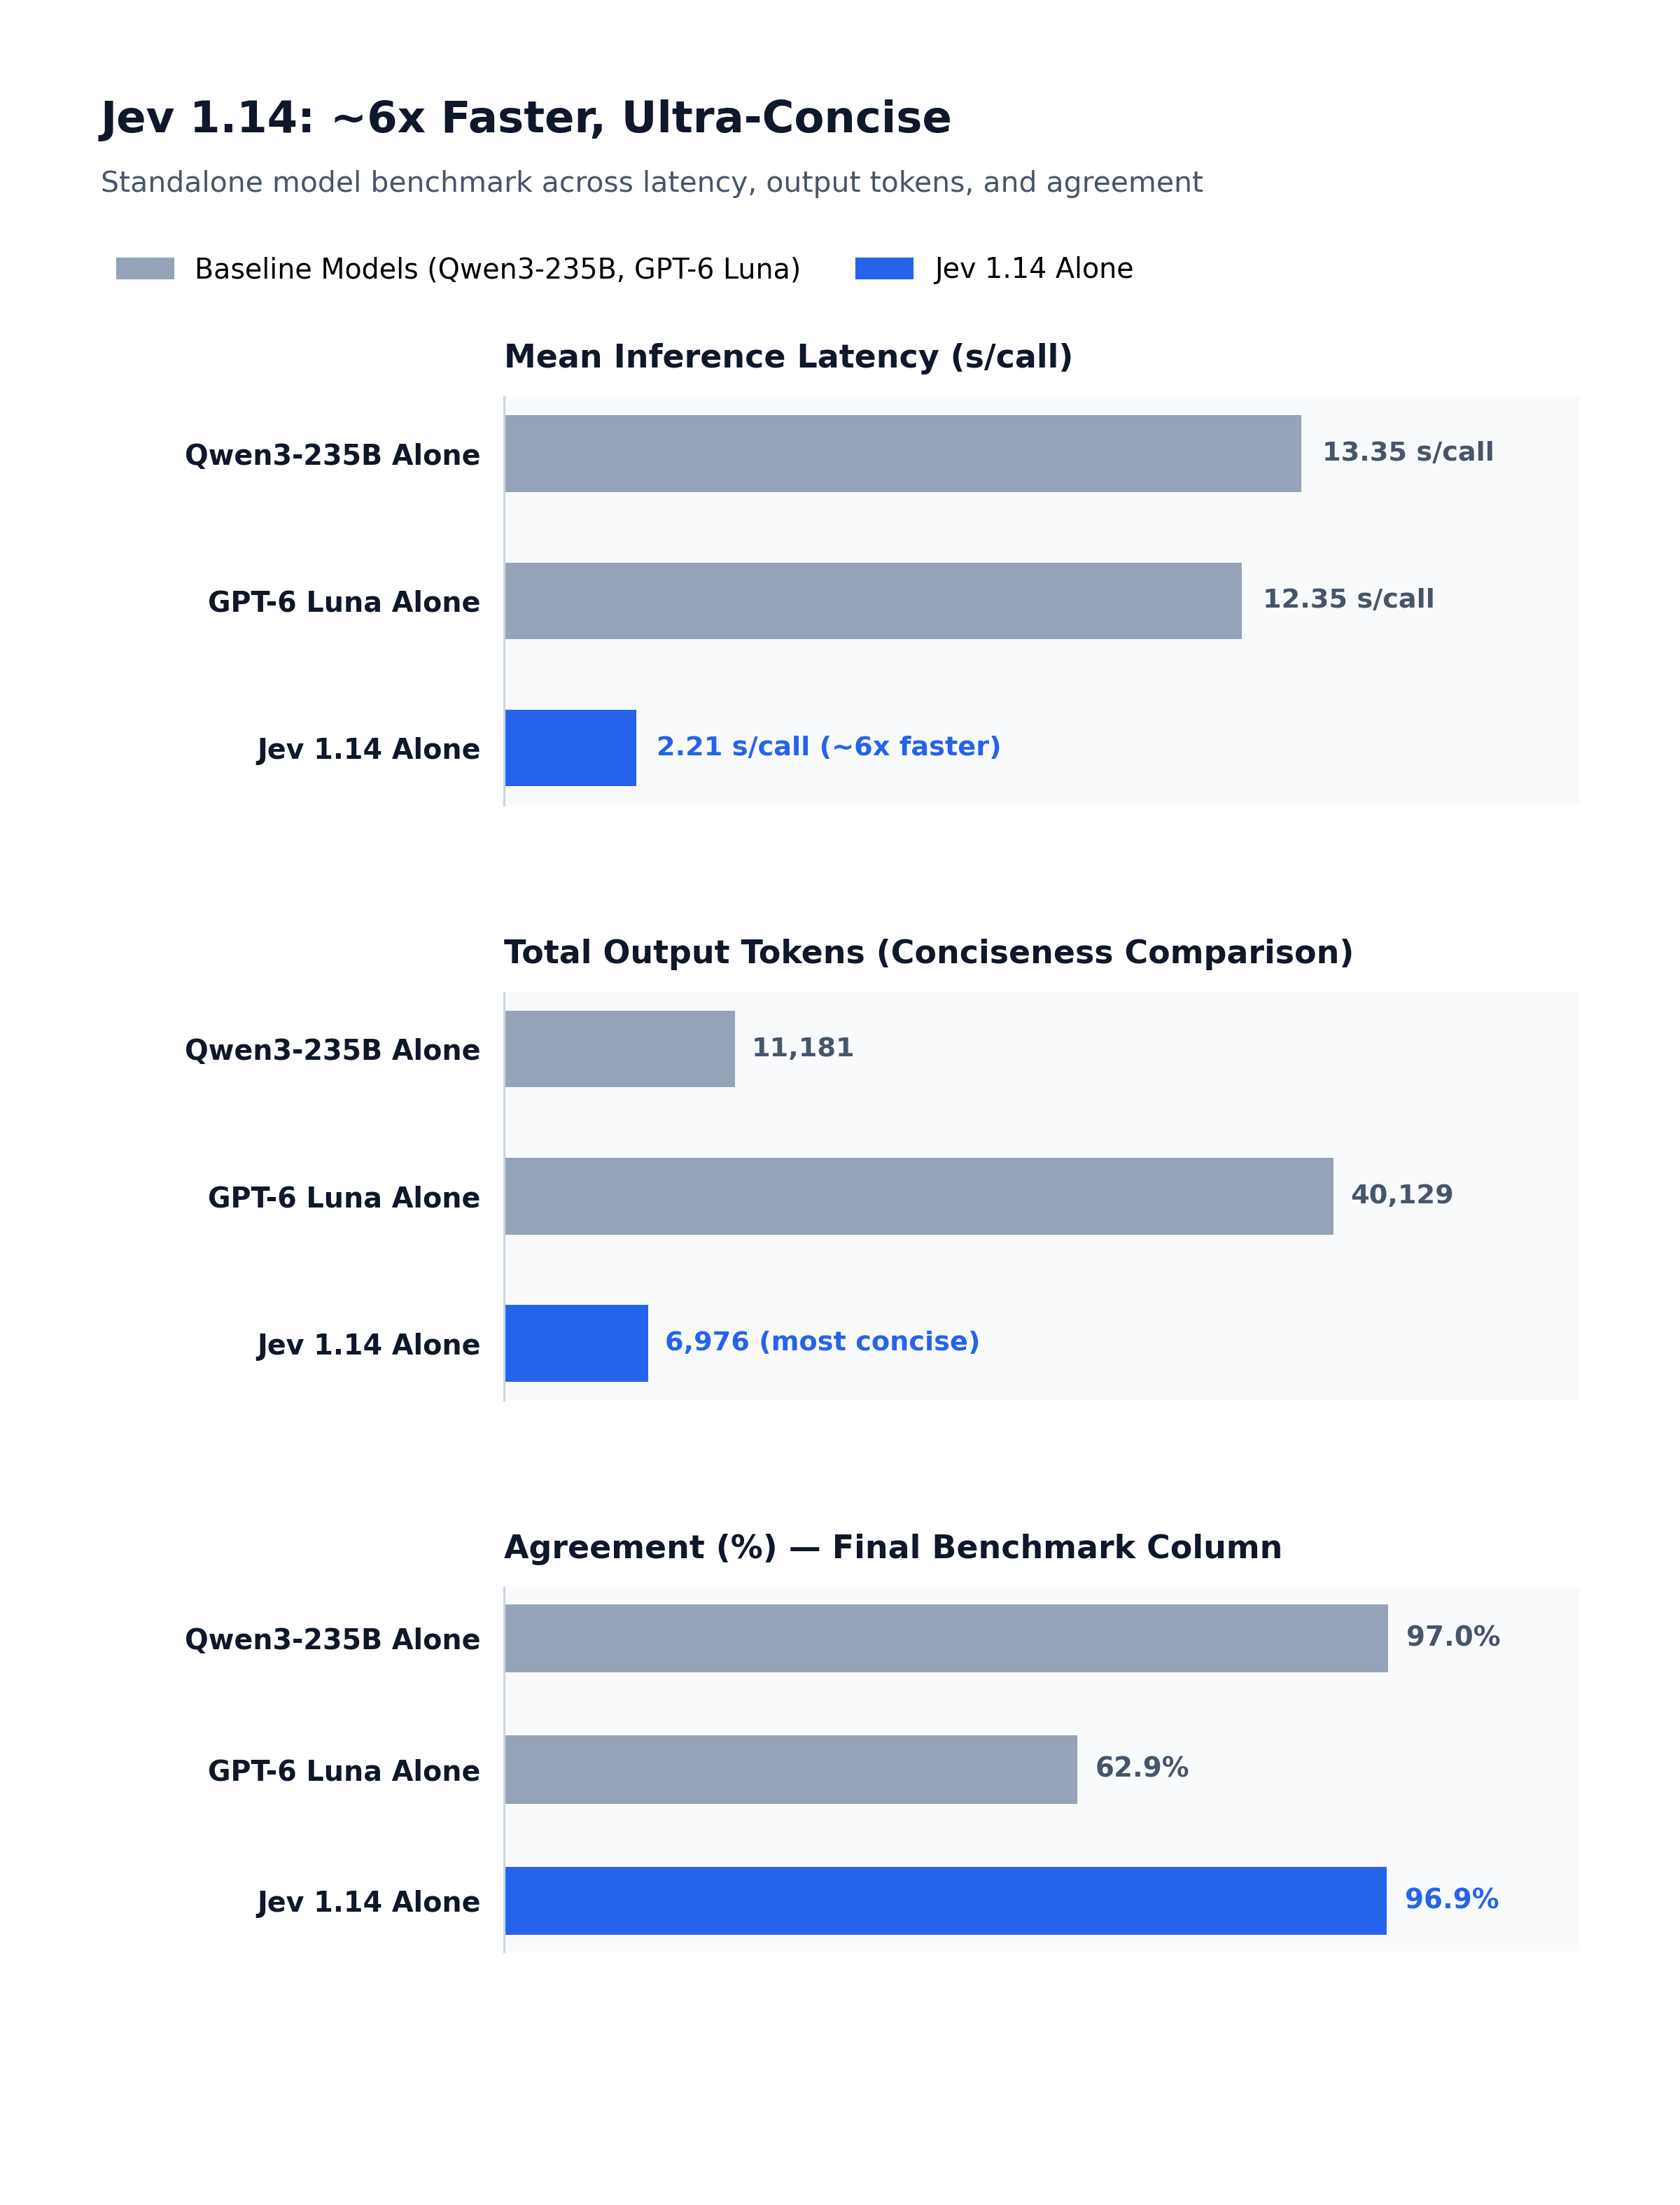 Jev 1.14: ~6x Faster, Ultra-Concise
Standalone model benchmark across latency, output tokens, and agreement
Baseline Models (Qwen3-235B, GPT-6 Luna)
Jev 1.14 Alone
Mean Inference Latency (s/call)
Qwen3-235B Alone
13.35 s/call
GPT-6 Luna Alone
12.35 s/call
Jev 1.14 Alone
2.21 s/call (~6x faster)
Total Output Tokens (Conciseness Comparison)
Qwen3-235B Alone
11,181
GPT-6 Luna Alone
40,129
Jev 1.14 Alone
6,976 (most concise)
Agreement (%) — Final Benchmark Column
Qwen3-235B Alone
97.0%
GPT-6 Luna Alone
62.9%
Jev 1.14 Alone
96.9%